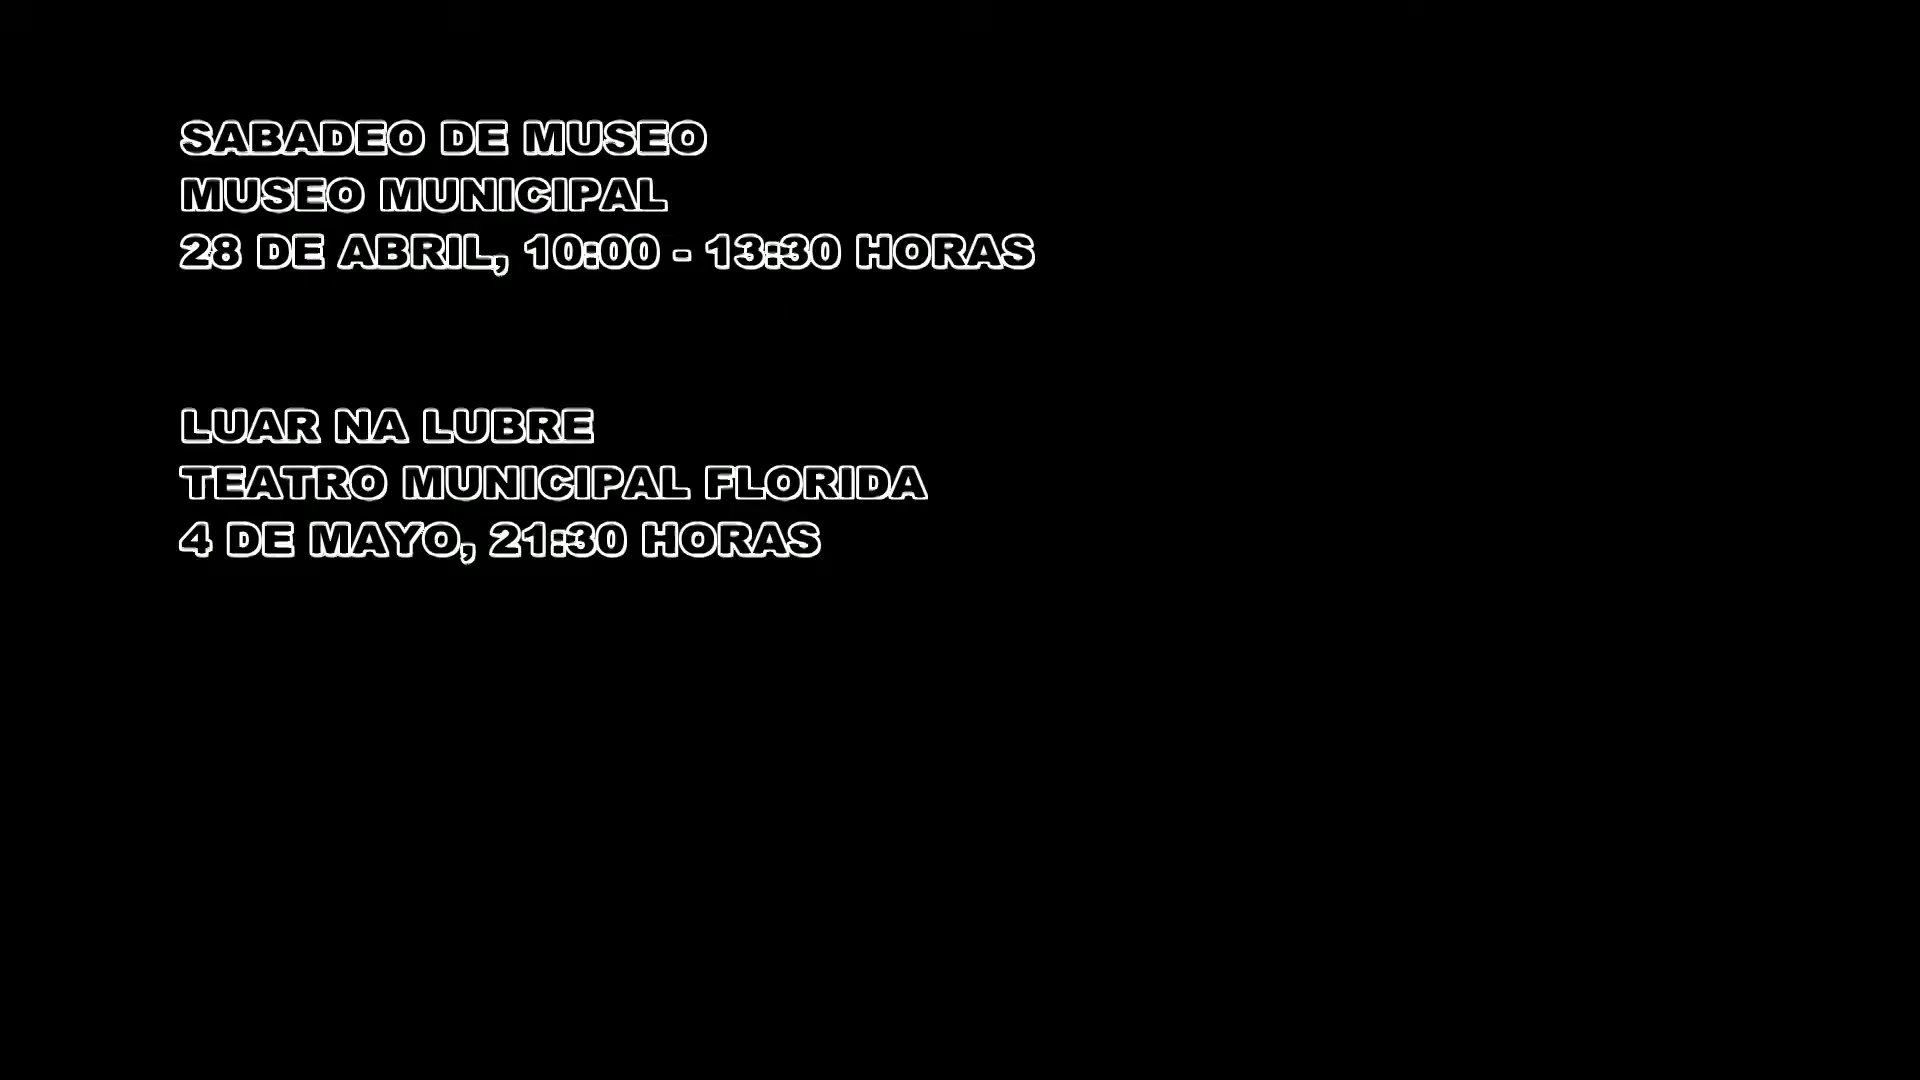 SABADEO DE MUSEO
MUSEO MUNICIPAL
28 DE ABRIL, 10:00 - 13:30 HORAS
LUAR NA LUBRE
TEATRO MUNICIPAL FLORIDA
4 DE MAYO, 21:30 HORAS